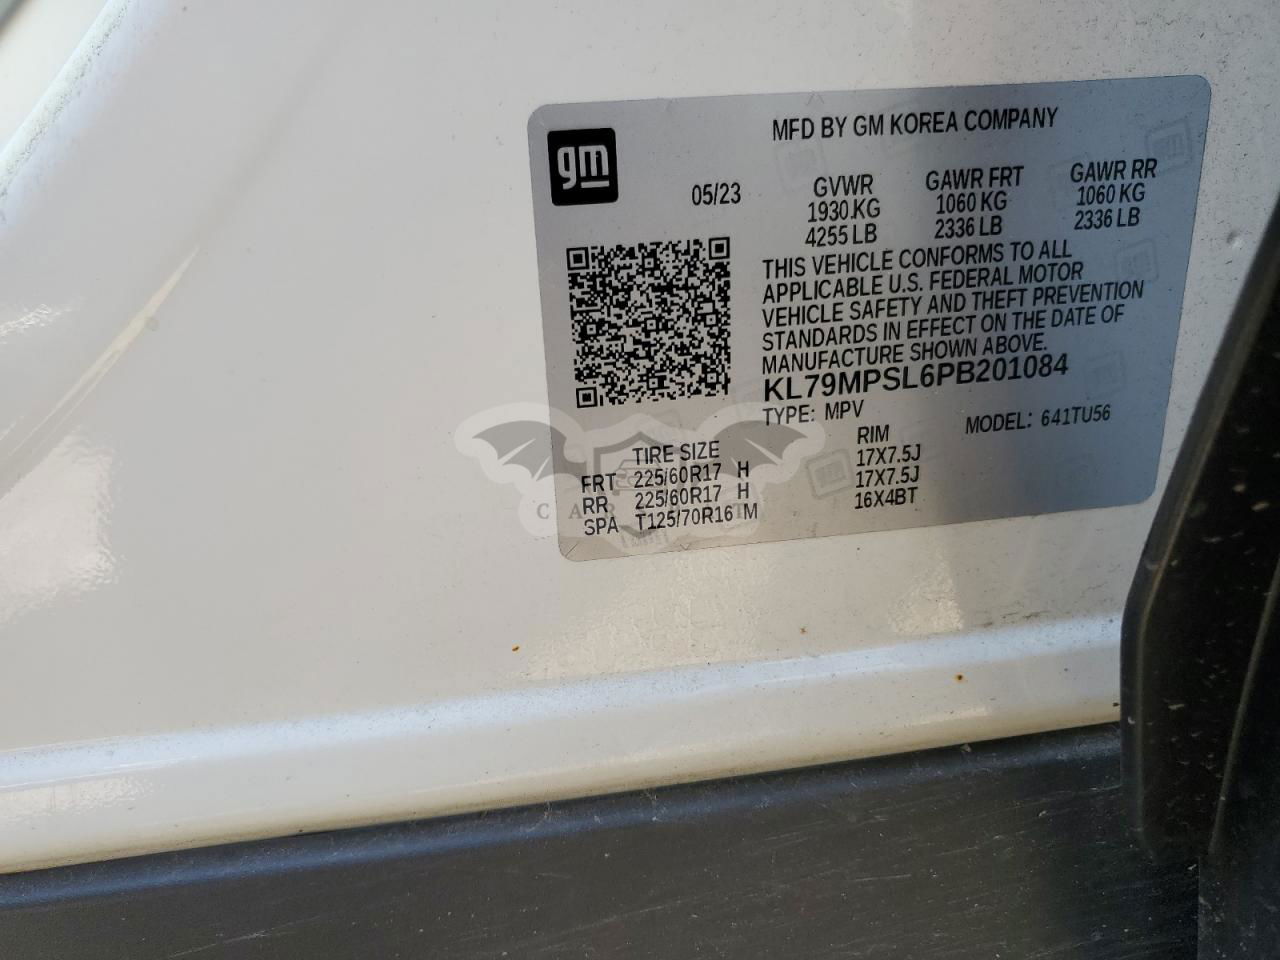 MFD BY GM KOREA COMPANY
gm
05/23
GVWR GAWR FRT GAWR RR
1930.KG 1060 KG 1060 KG
4255 LB 2336 LB 2336 LB
THIS VEHICLE CONFORMS TO ALL
APPLICABLE U.S. FEDERAL MOTOR
VEHICLE SAFETY AND THEFT PREVENTION
STANDARDS IN EFFECT ON THE DATE OF
MANUFACTURE SHOWN ABOVE.
KL79MPSL6PB201084
TYPE: MPV MODEL: 641TU56
TIRE SIZE RIM
FRT 225/60R17 H 17X7.5J
RR 225/60R17 H 17X7.5J
SPA T125/70R16 M 16X4BT